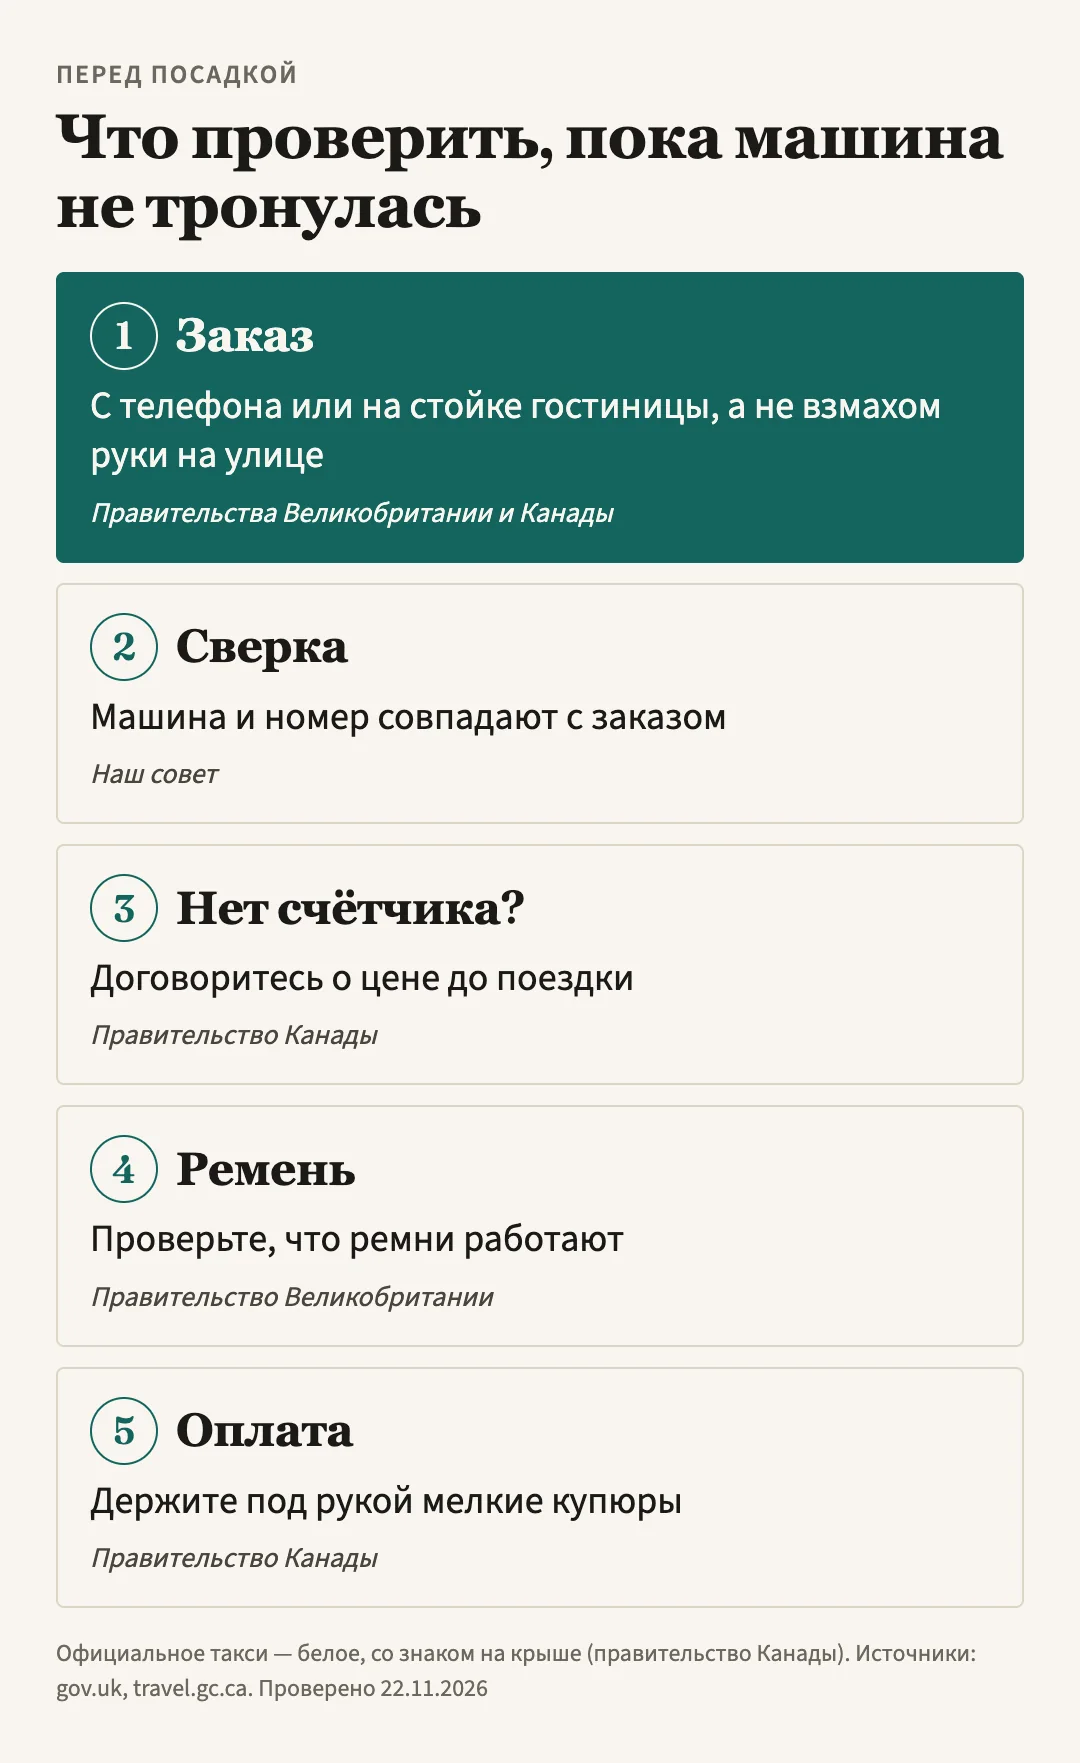 ПЕРЕД ПОСАДКОЙ
Что проверить, пока машина
не тронулась
1 Заказ
С телефона или на стойке гостиницы, а не взмахом
руки на улице
Правительства Великобритании и Канады
2 Сверка
Машина и номер совпадают с заказом
Наш совет
3 Нет счётчика?
Договоритесь о цене до поездки
Правительство Канады
4 Ремень
Проверьте, что ремни работают
Правительство Великобритании
5 Оплата
Держите под рукой мелкие купюры
Правительство Канады
Официальное такси — белое, со знаком на крыше (правительство Канады). Источники:
gov.uk, travel.gc.ca. Проверено 22.11.2026